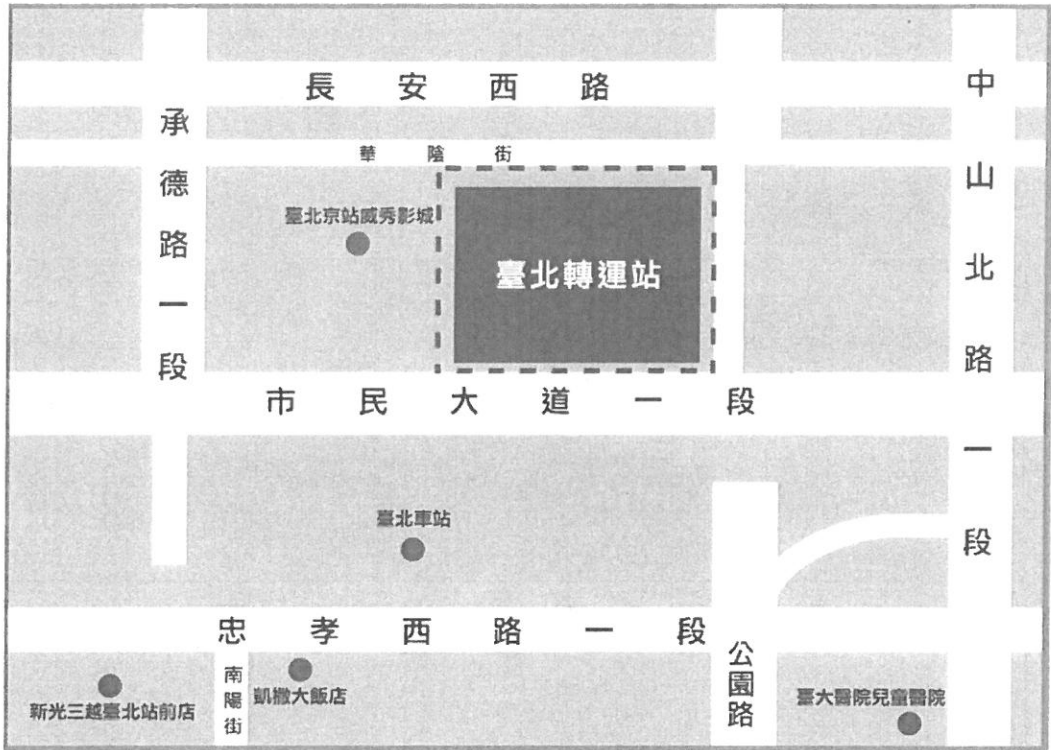 長安西路
中山北路一段
承德路一段
華陰街
臺北京站威秀影城
臺北轉運站
市民大道一段
臺北車站
忠孝西路一段
公園路
南陽街
凱撒大飯店
新光三越臺北站前店
臺大醫院兒童醫院